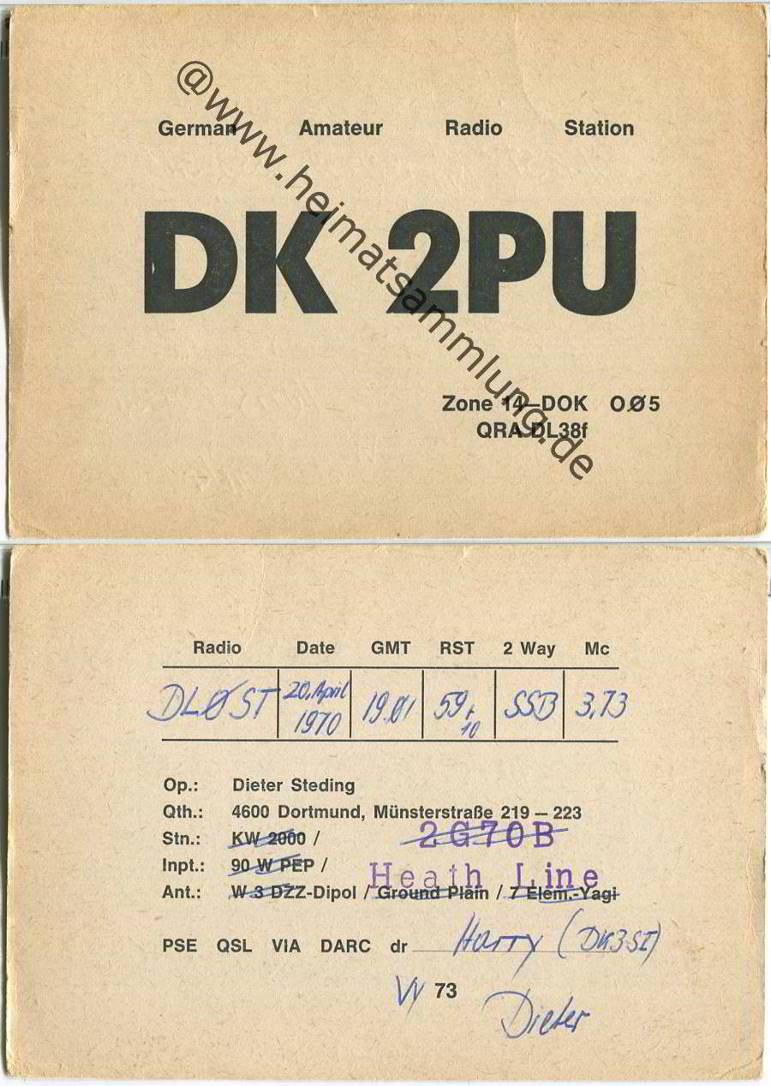 @www.heimatsammlung.de
German Amateur Radio Station
DK 2PU
Zone 14—DOK OØ5
QRA DL38f
Radio Date GMT RST 2 Way Mc
DLØST 20. April 1970 19.01 59+10 SSB 3,73
Op.: Dieter Steding
Qth.: 4600 Dortmund, Münsterstraße 219 – 223
Stn.: KW 2000 / 2G70B
Inpt.: 90 W PEP / Heath Line
Ant.: W 3 DZZ-Dipol / Ground Plain / 7 Elem.-Yagi
PSE QSL VIA DARC dr Harry (DK3SI)
VY 73
Dieter